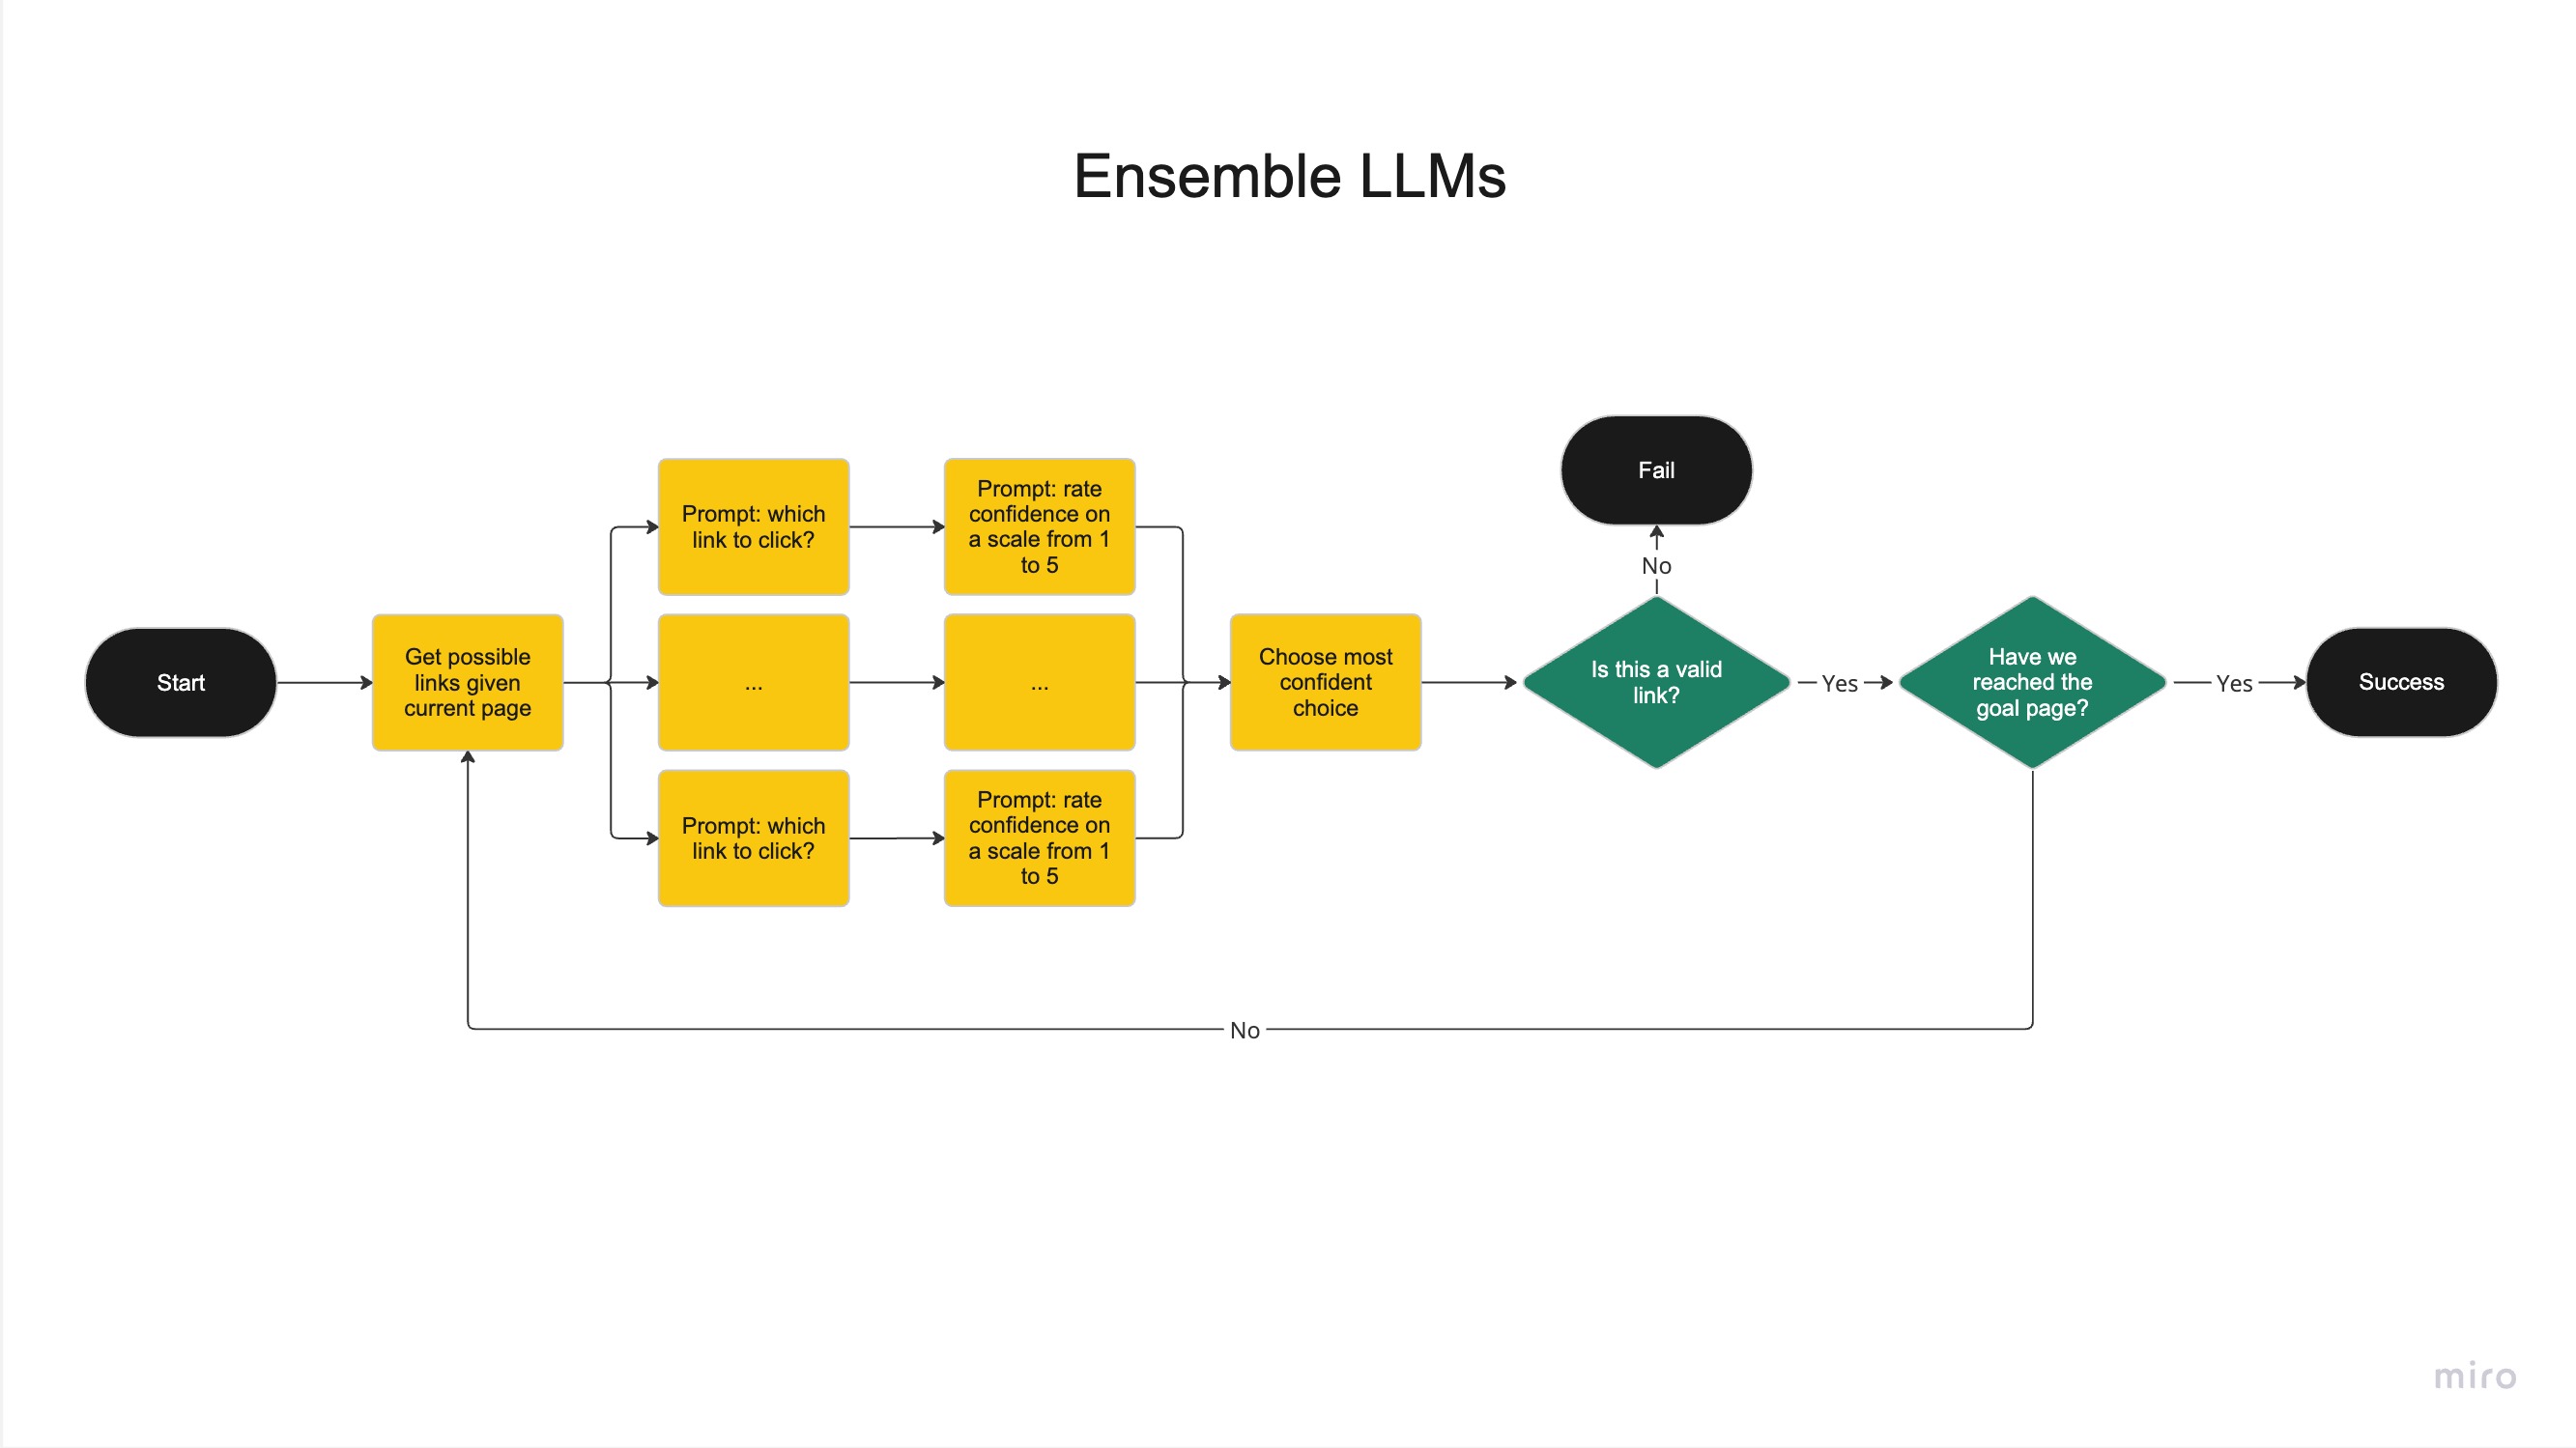 Ensemble LLMs
Start
Get possible
links given
current page
Prompt: which
link to click?
Prompt: rate
confidence on
a scale from 1
to 5
...
...
Prompt: which
link to click?
Prompt: rate
confidence on
a scale from 1
to 5
Choose most
confident
choice
Is this a valid
link?
No
Fail
Yes
Have we
reached the
goal page?
Yes
Success
No
miro